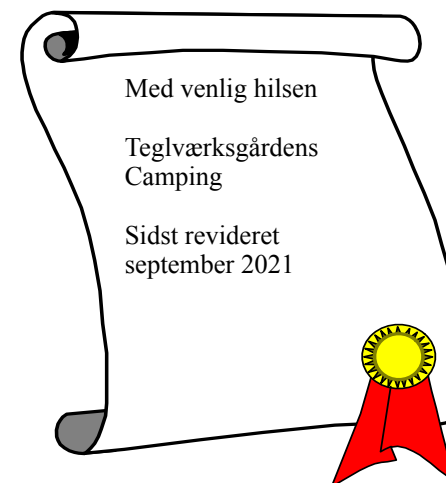 Med venlig hilsen
Teglværksgårdens
Camping
Sidst revideret
september 2021